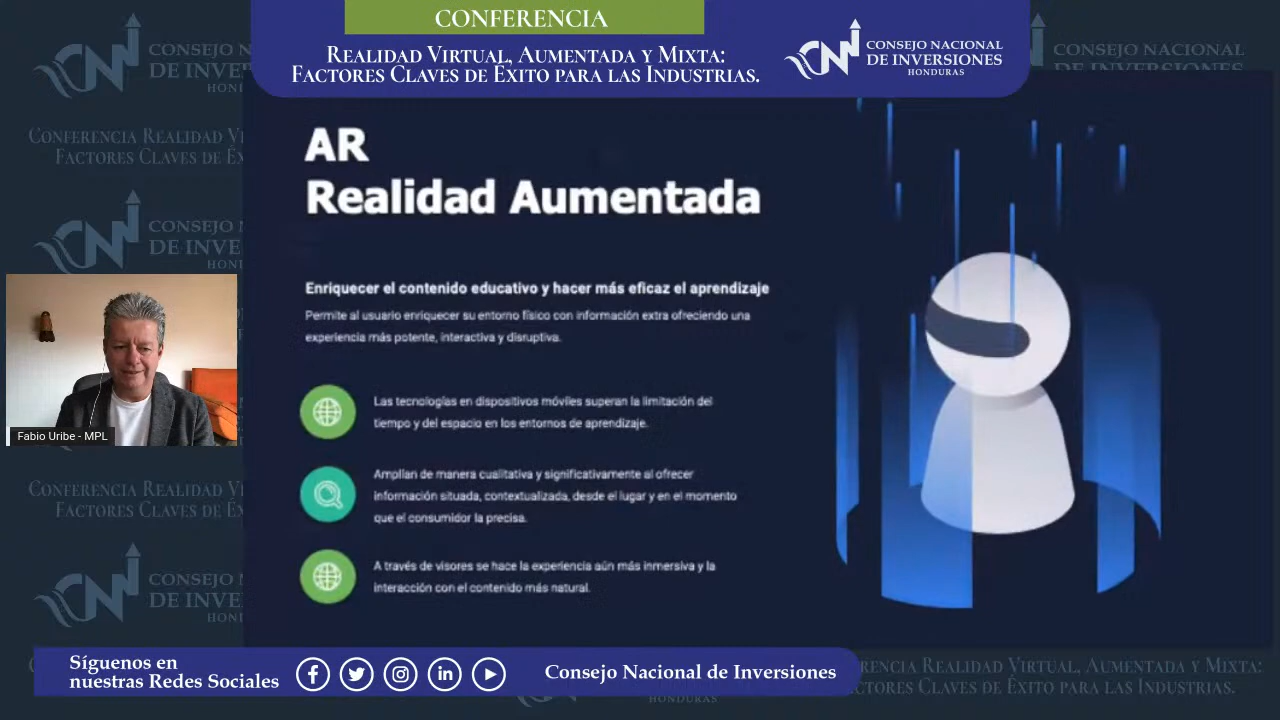 CONFERENCIA
REALIDAD VIRTUAL, AUMENTADA Y MIXTA:
FACTORES CLAVES DE ÉXITO PARA LAS INDUSTRIAS.
CONSEJO NACIONAL
DE INVERSIONES
HONDURAS
AR
Realidad Aumentada
Enriquecer el contenido educativo y hacer más eficaz el aprendizaje
Permite al usuario enriquecer su entorno físico con información extra ofreciendo una
experiencia más potente, interactiva y disruptiva.
Las tecnologías en dispositivos móviles superan la limitación del
tiempo y del espacio en los entornos de aprendizaje.
Amplían de manera cualitativa y significativamente al ofrecer
información situada, contextualizada, desde el lugar y en el momento
que el consumidor la precisa.
A través de visores se hace la experiencia aún más inmersiva y la
interacción con el contenido más natural.
Fabio Uribe - MPL
Síguenos en
nuestras Redes Sociales
Consejo Nacional de Inversiones